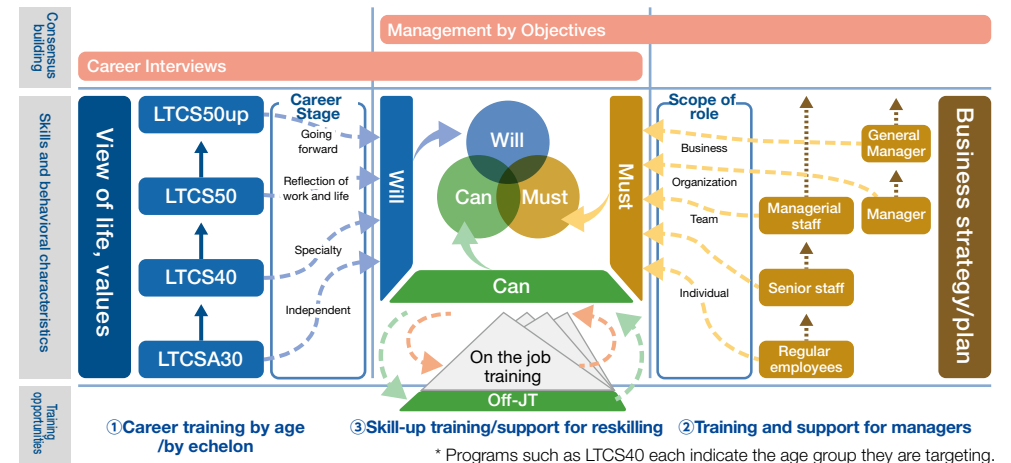 Consensus
building
Management by Objectives
Career Interviews
Skills and behavioral characteristics
View of life, values
LTCS50up
LTCS50
LTCS40
LTCSA30
Career
Stage
Going
forward
Reflection of
work and life
Specialty
Independent
Will
Will
Can
Must
Must
Can
On the job
training
Off-JT
Scope of
role
Business
Organization
Team
Individual
General
Manager
Managerial
staff
Manager
Senior staff
Regular
employees
Business strategy/plan
Training
opportunities
①Career training by age
/by echelon
③Skill-up training/support for reskilling
②Training and support for managers
* Programs such as LTCS40 each indicate the age group they are targeting.